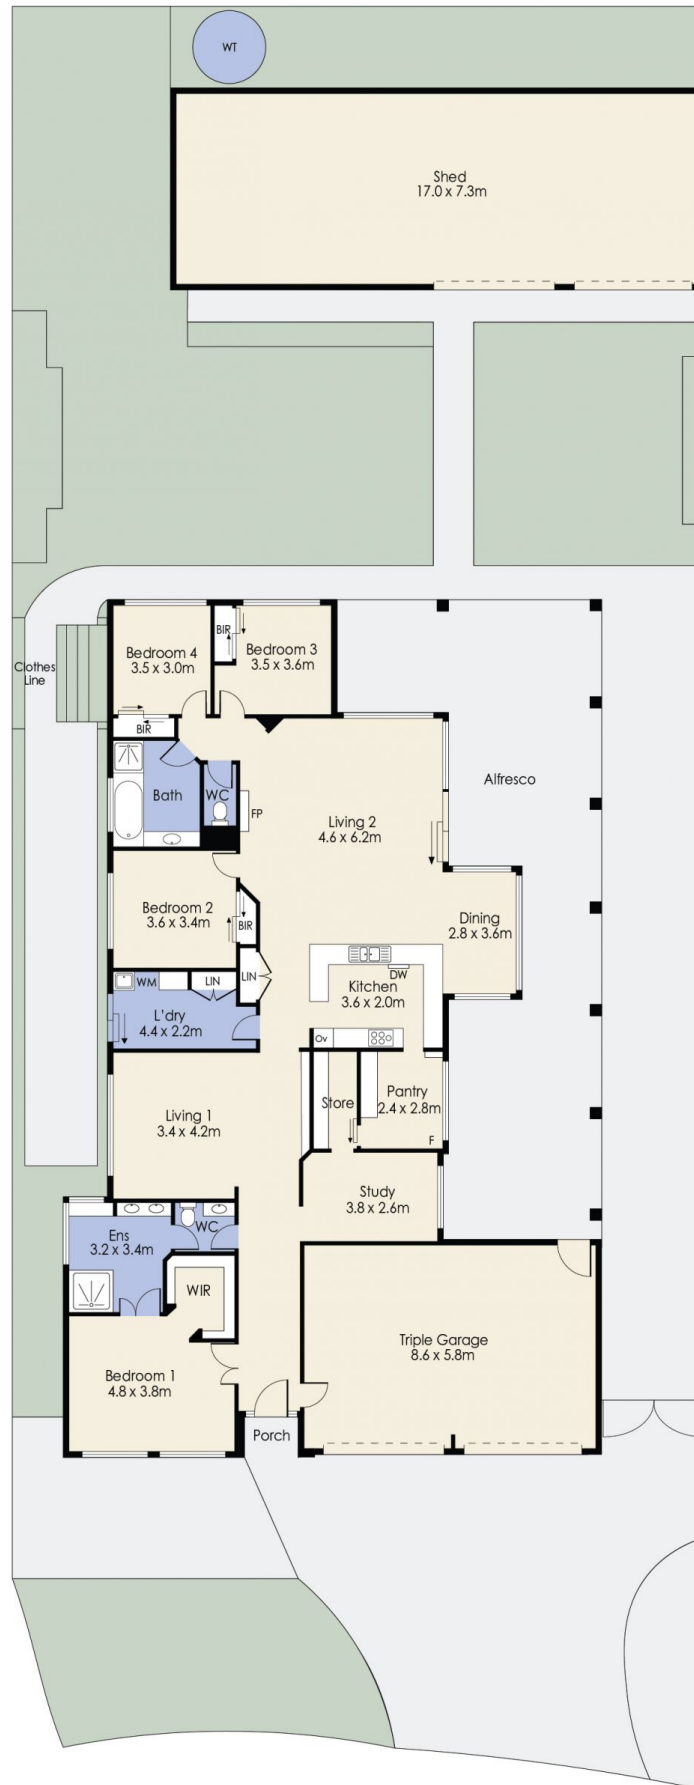 WT
Shed
17.0 x 7.3m
Clothes
Line
Bedroom 4
3.5 x 3.0m
BIR
Bedroom 3
3.5 x 3.6m
BIR
Bath
WC
FP
Living 2
4.6 x 6.2m
Alfresco
Bedroom 2
3.6 x 3.4m
BIR
Dining
2.8 x 3.6m
WM
LIN
LIN
L'dry
4.4 x 2.2m
DW
Kitchen
3.6 x 2.0m
Ov
Living 1
3.4 x 4.2m
Store
Pantry
2.4 x 2.8m
F
Study
3.8 x 2.6m
Ens
3.2 x 3.4m
WC
WIR
Bedroom 1
4.8 x 3.8m
Triple Garage
8.6 x 5.8m
Porch